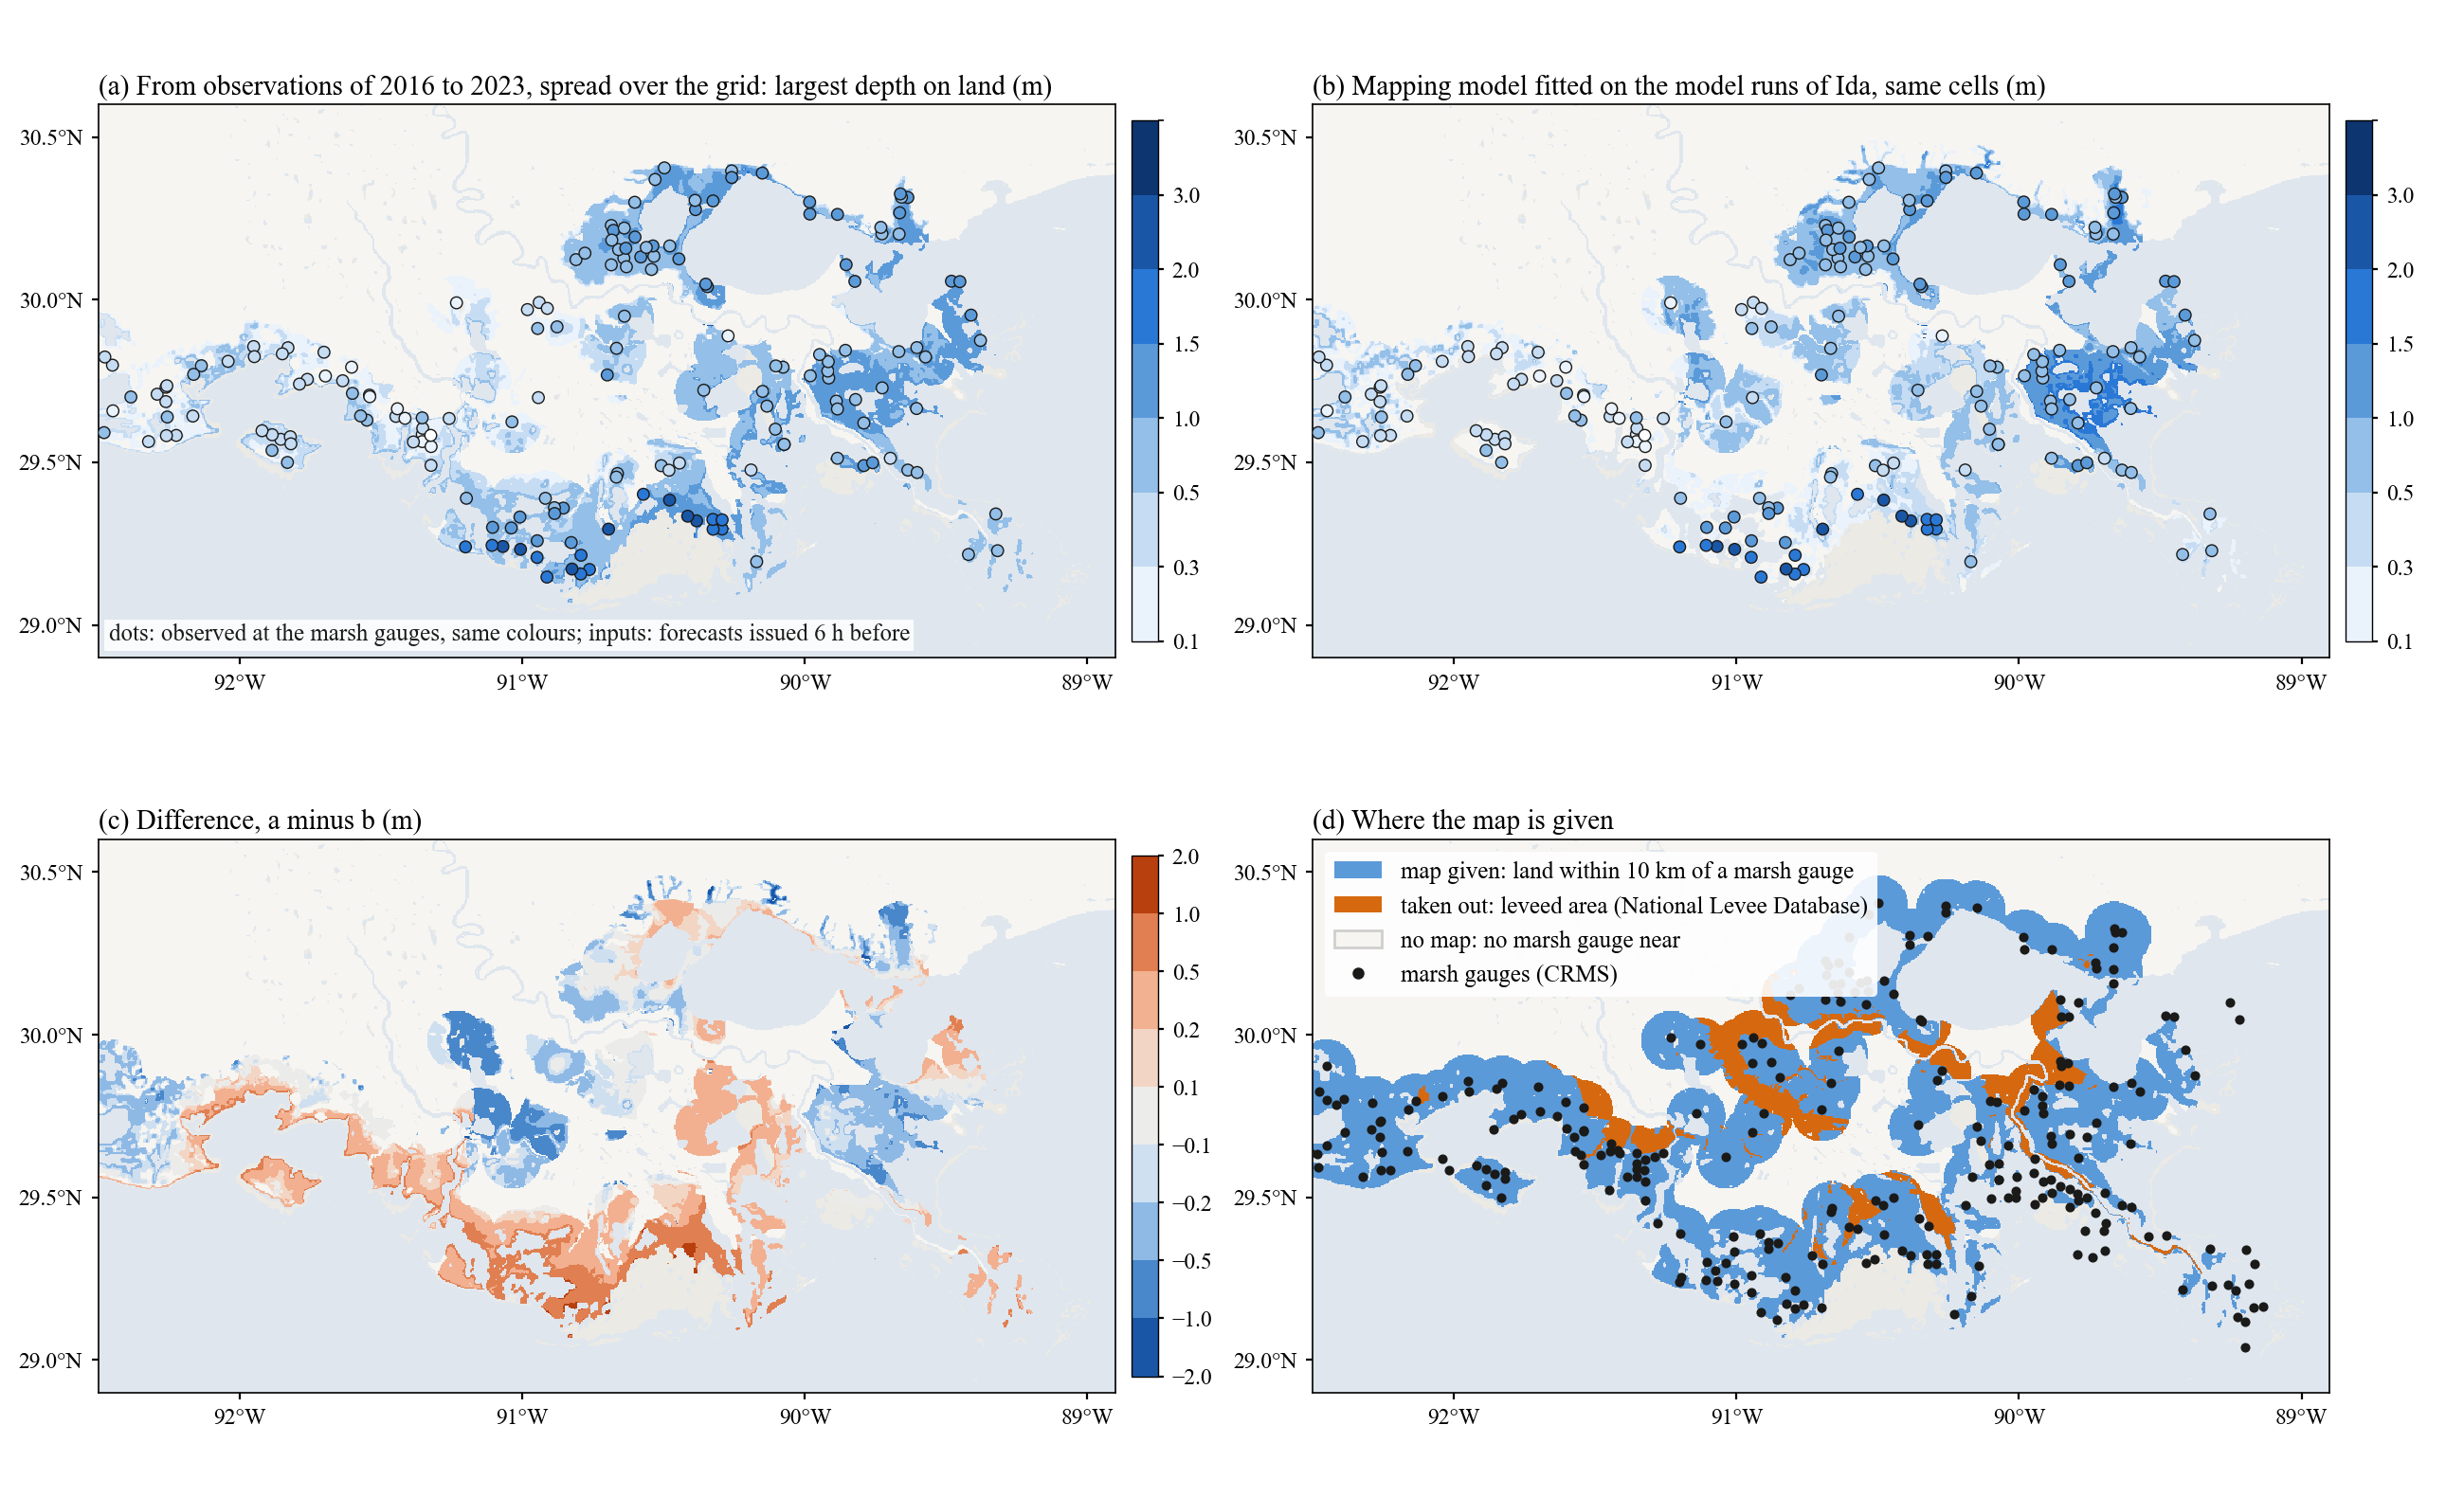 (a) From observations of 2016 to 2023, spread over the grid: largest depth on land (m)
30.5°N
30.0°N
29.5°N
29.0°N
92°W
91°W
90°W
89°W
3.0
2.0
1.5
1.0
0.5
0.3
0.1
dots: observed at the marsh gauges, same colours; inputs: forecasts issued 6 h before
(b) Mapping model fitted on the model runs of Ida, same cells (m)
30.5°N
30.0°N
29.5°N
29.0°N
92°W
91°W
90°W
89°W
3.0
2.0
1.5
1.0
0.5
0.3
0.1
(c) Difference, a minus b (m)
30.5°N
30.0°N
29.5°N
29.0°N
92°W
91°W
90°W
89°W
2.0
1.0
0.5
0.2
0.1
−0.1
−0.2
−0.5
−1.0
−2.0
(d) Where the map is given
map given: land within 10 km of a marsh gauge
taken out: leveed area (National Levee Database)
no map: no marsh gauge near
marsh gauges (CRMS)
30.5°N
30.0°N
29.5°N
29.0°N
92°W
91°W
90°W
89°W